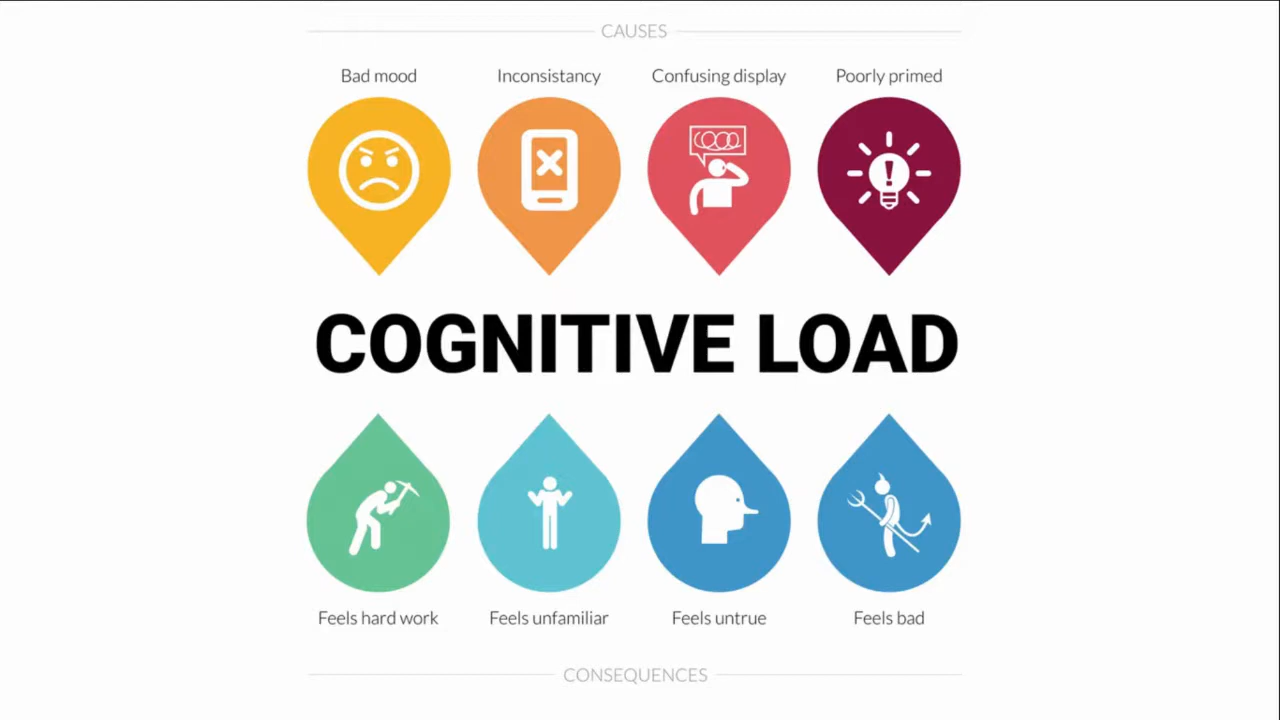 CAUSES
Bad mood
Inconsistancy
Confusing display
Poorly primed
COGNITIVE LOAD
Feels hard work
Feels unfamiliar
Feels untrue
Feels bad
CONSEQUENCES